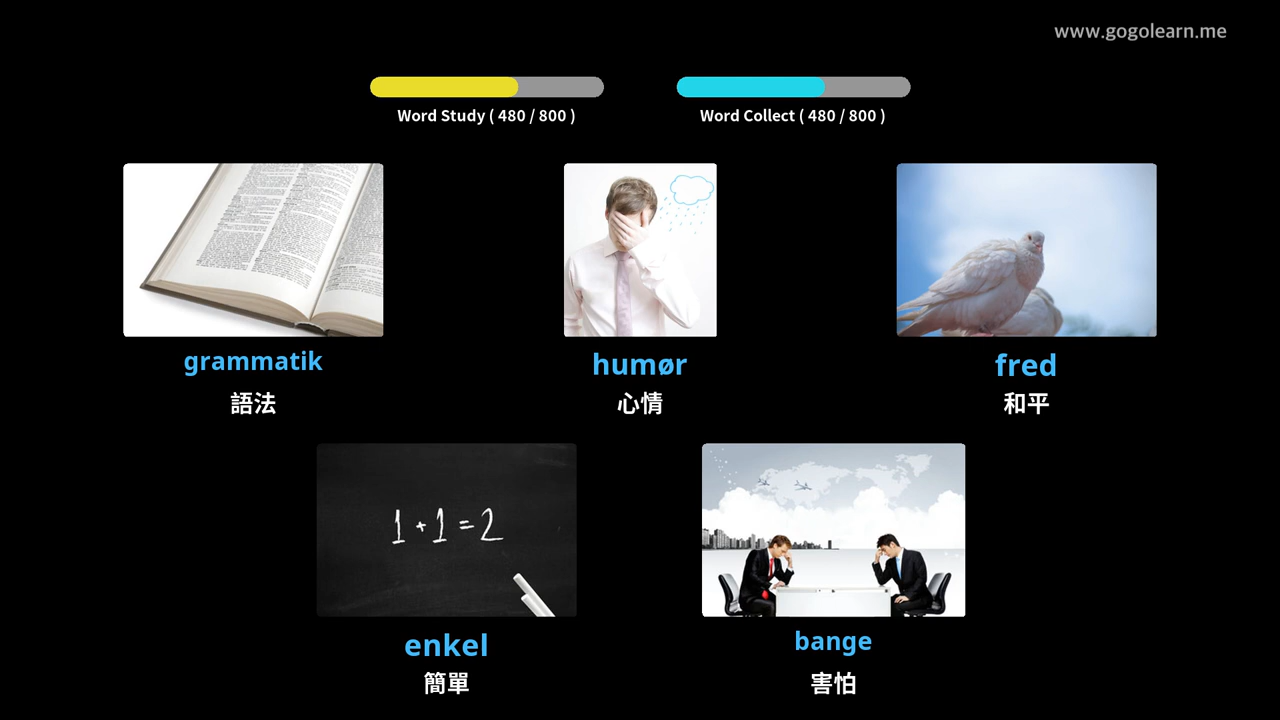 www.gogolearn.me
Word Study ( 480 / 800 )
Word Collect ( 480 / 800 )
grammatik
語法
humør
心情
fred
和平
1 + 1 = 2
enkel
簡單
bange
害怕